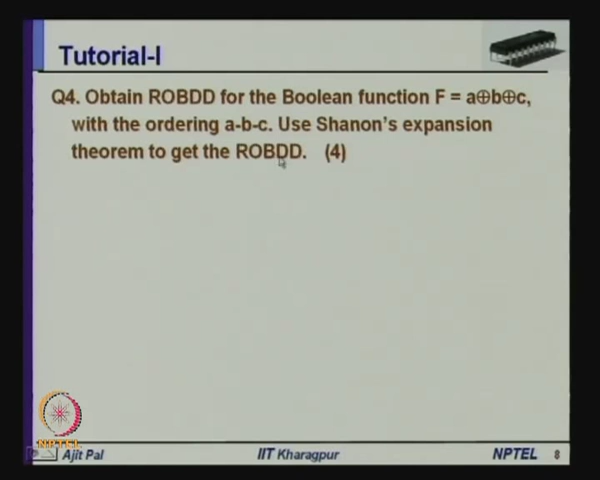 Tutorial-I
Q4. Obtain ROBDD for the Boolean function F = a⊕b⊕c,
with the ordering a-b-c. Use Shanon's expansion
theorem to get the ROBDD. (4)
NPTEL
Ajit Pal IIT Kharagpur NPTEL 8